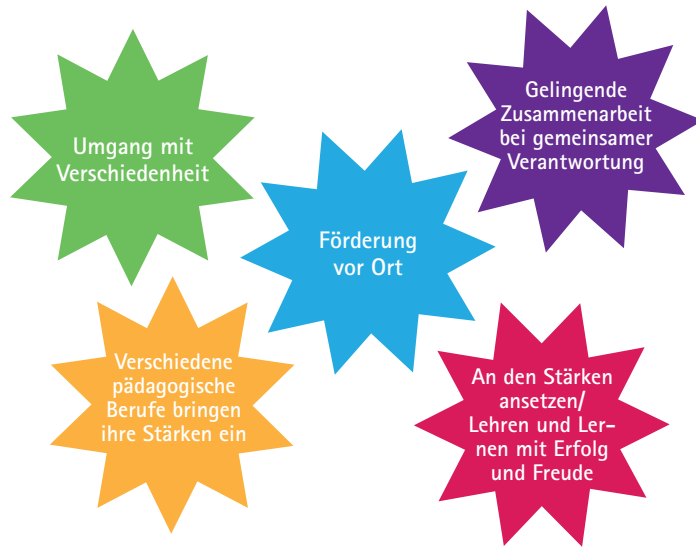 Umgang mit
Verschiedenheit
Gelingende
Zusammenarbeit
bei gemeinsamer
Verantwortung
Förderung
vor Ort
Verschiedene
pädagogische
Berufe bringen
ihre Stärken ein
An den Stärken
ansetzen/
Lehren und Ler-
nen mit Erfolg
und Freude